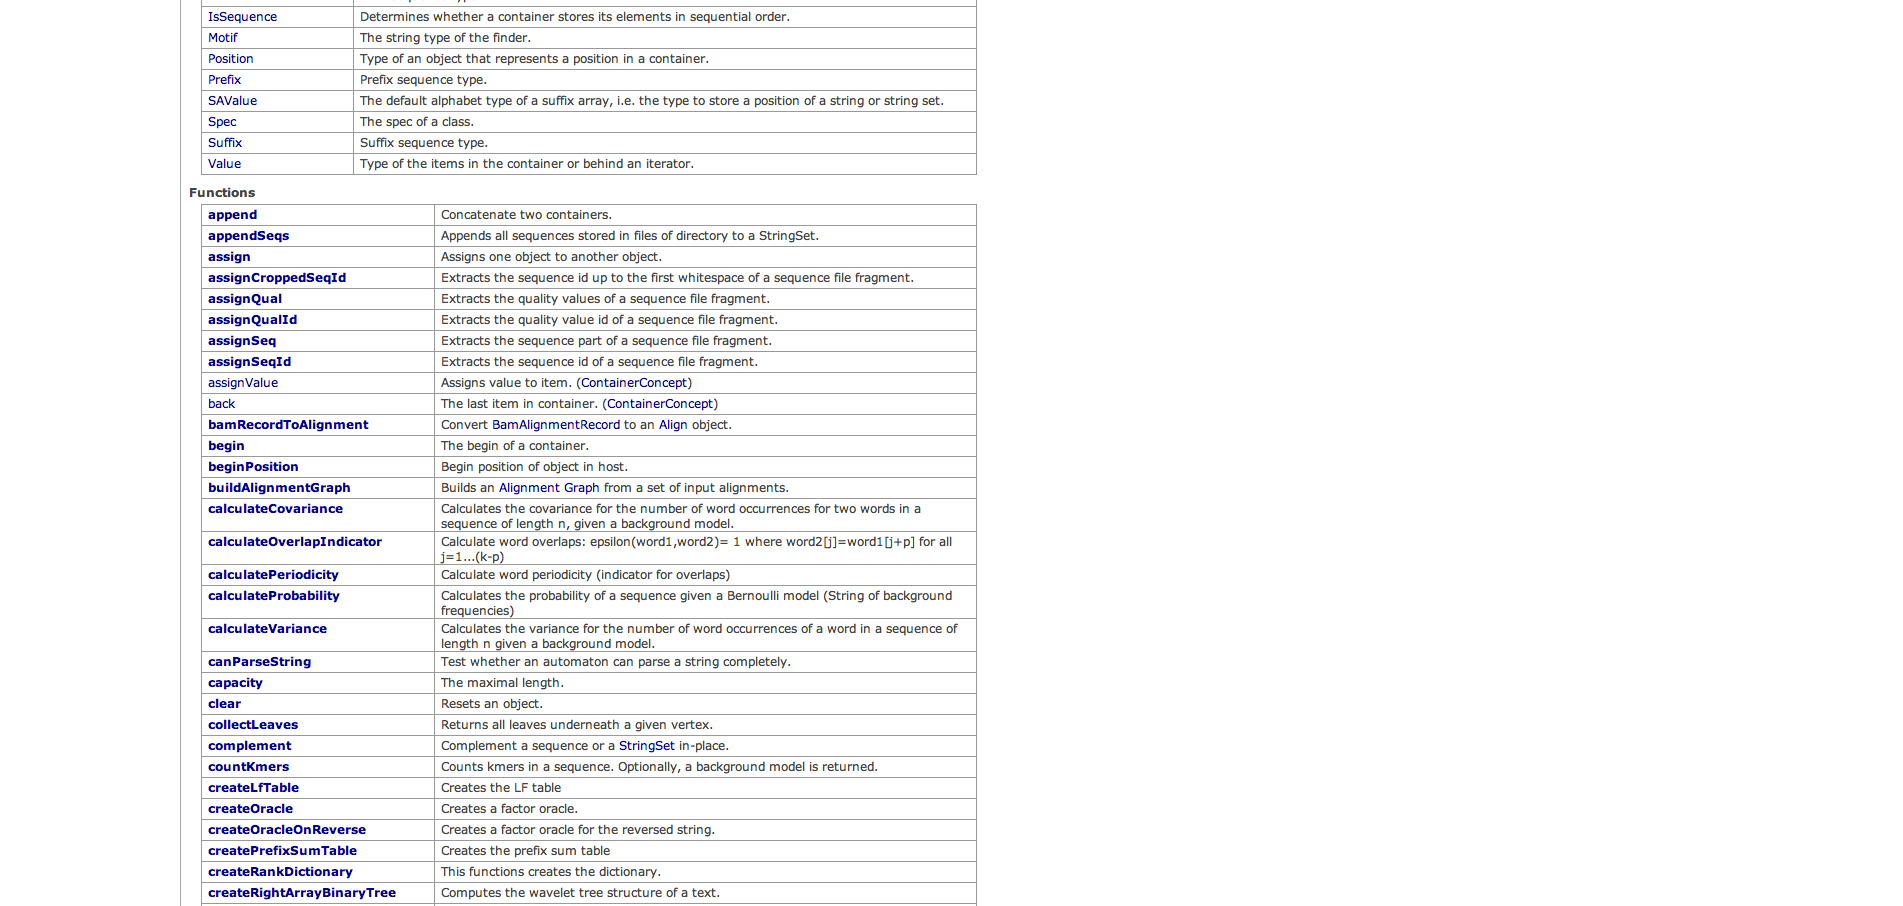 IsSequence Determines whether a container stores its elements in sequential order.
Motif The string type of the finder.
Position Type of an object that represents a position in a container.
Prefix Prefix sequence type.
SAValue The default alphabet type of a suffix array, i.e. the type to store a position of a string or string set.
Spec The spec of a class.
Suffix Suffix sequence type.
Value Type of the items in the container or behind an iterator.
Functions
append Concatenate two containers.
appendSeqs Appends all sequences stored in files of directory to a StringSet.
assign Assigns one object to another object.
assignCroppedSeqId Extracts the sequence id up to the first whitespace of a sequence file fragment.
assignQual Extracts the quality values of a sequence file fragment.
assignQualId Extracts the quality value id of a sequence file fragment.
assignSeq Extracts the sequence part of a sequence file fragment.
assignSeqId Extracts the sequence id of a sequence file fragment.
assignValue Assigns value to item. (ContainerConcept)
back The last item in container. (ContainerConcept)
bamRecordToAlignment Convert BamAlignmentRecord to an Align object.
begin The begin of a container.
beginPosition Begin position of object in host.
buildAlignmentGraph Builds an Alignment Graph from a set of input alignments.
calculateCovariance Calculates the covariance for the number of word occurrences for two words in a
sequence of length n, given a background model.
calculateOverlapIndicator Calculate word overlaps: epsilon(word1,word2)= 1 where word2[j]=word1[j+p] for all
j=1...(k-p)
calculatePeriodicity Calculate word periodicity (indicator for overlaps)
calculateProbability Calculates the probability of a sequence given a Bernoulli model (String of background
frequencies)
calculateVariance Calculates the variance for the number of word occurrences of a word in a sequence of
length n given a background model.
canParseString Test whether an automaton can parse a string completely.
capacity The maximal length.
clear Resets an object.
collectLeaves Returns all leaves underneath a given vertex.
complement Complement a sequence or a StringSet in-place.
countKmers Counts kmers in a sequence. Optionally, a background model is returned.
createLfTable Creates the LF table
createOracle Creates a factor oracle.
createOracleOnReverse Creates a factor oracle for the reversed string.
createPrefixSumTable Creates the prefix sum table
createRankDictionary This functions creates the dictionary.
createRightArrayBinaryTree Computes the wavelet tree structure of a text.